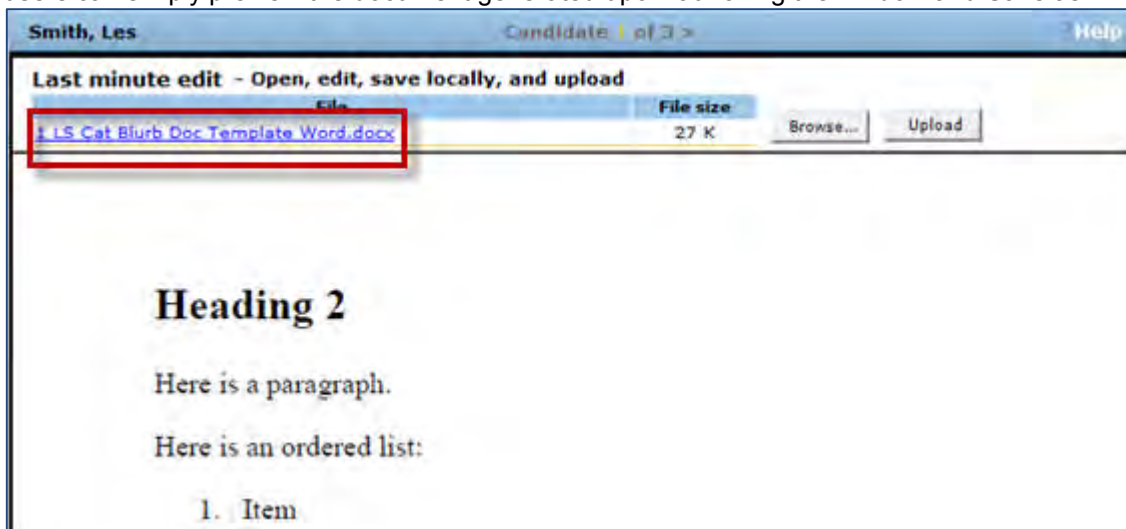 Smith, Les Candidate 1 of 3 > Help
Last minute edit - Open, edit, save locally, and upload
File File size
1 LS Cat Blurb Doc Template Word.docx 27 K Browse... Upload
Heading 2
Here is a paragraph.
Here is an ordered list:
1. Item